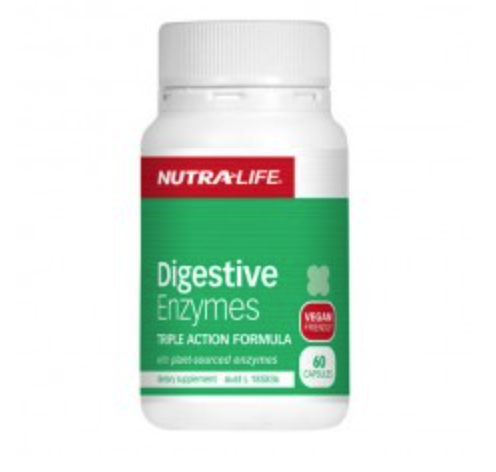 NUTRA-LIFE®
Digestive
Enzymes
TRIPLE ACTION FORMULA
with plant-sourced enzymes
VEGAN
FRIENDLY
60
CAPSULES
dietary supplement